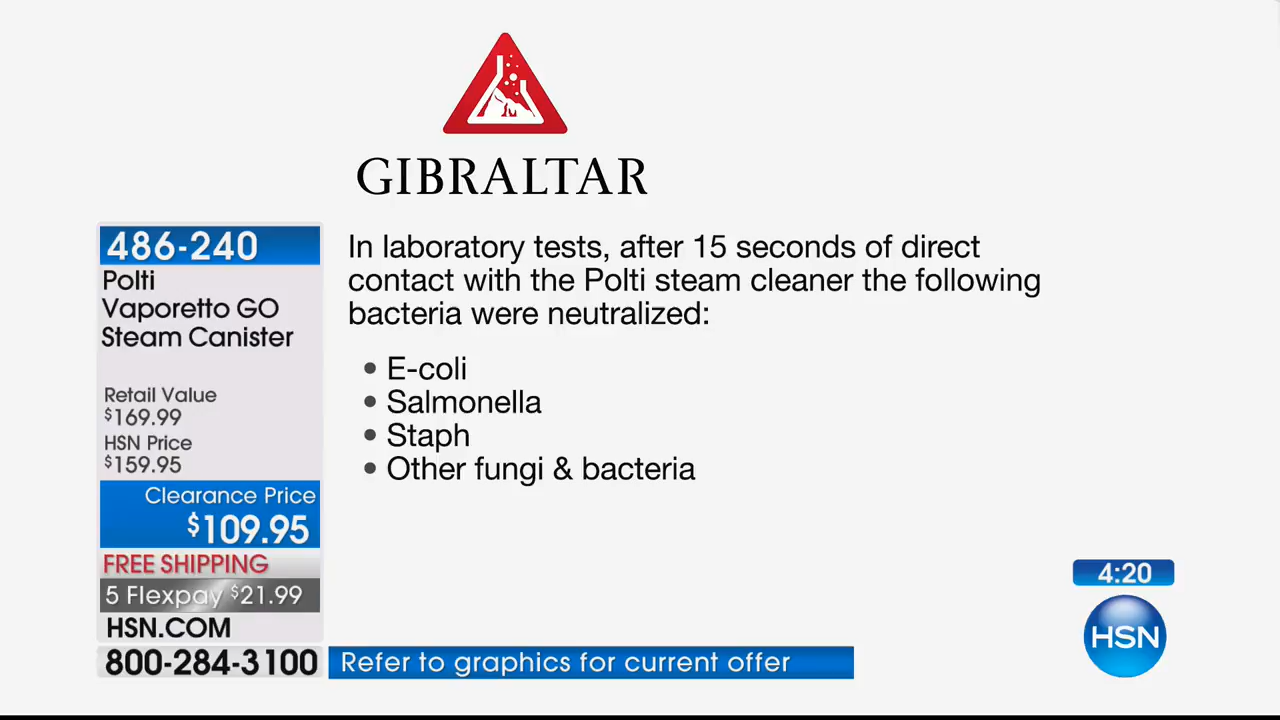 GIBRALTAR
486-240
Polti
Vaporetto GO
Steam Canister
Retail Value
$169.99
HSN Price
$159.95
Clearance Price
$109.95
FREE SHIPPING
5 Flexpay $21.99
HSN.COM
800-284-3100
In laboratory tests, after 15 seconds of direct
contact with the Polti steam cleaner the following
bacteria were neutralized:
• E-coli
• Salmonella
• Staph
• Other fungi & bacteria
4:20
HSN
Refer to graphics for current offer